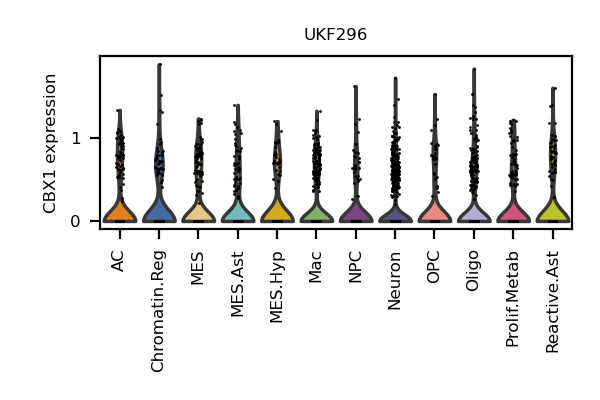 UKF296
CBX1 expression
1
0
AC
Chromatin.Reg
MES
MES.Ast
MES.Hyp
Mac
NPC
Neuron
OPC
Oligo
Prolif.Metab
Reactive.Ast